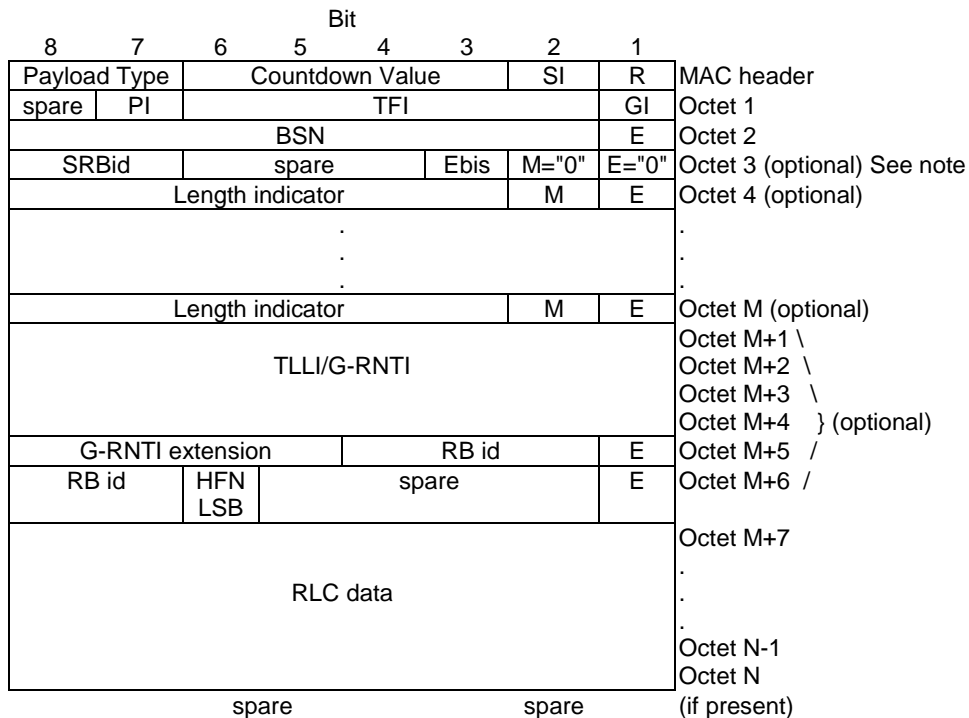 Bit
8 7 6 5 4 3 2 1
Payload Type Countdown Value SI R MAC header
spare PI TFI GI Octet 1
BSN E Octet 2
SRBid spare Ebis M="0" E="0" Octet 3 (optional) See note
Length indicator M E Octet 4 (optional)
. .
. .
. .
Length indicator M E Octet M (optional)
Octet M+1 \
TLLI/G-RNTI Octet M+2 \
Octet M+3 \
Octet M+4 } (optional)
G-RNTI extension RB id E Octet M+5 /
RB id HFN spare E Octet M+6 /
LSB
Octet M+7
.
RLC data .
.
Octet N-1
Octet N
spare spare (if present)